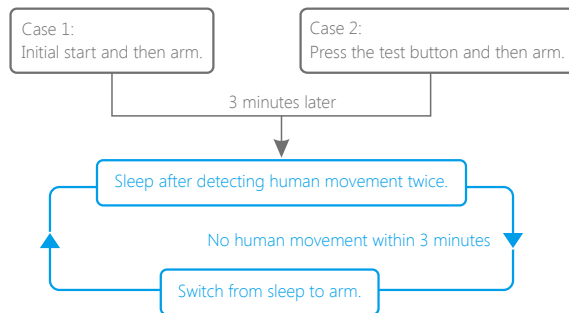 Case 1:
Initial start and then arm.
Case 2:
Press the test button and then arm.
3 minutes later
Sleep after detecting human movement twice.
No human movement within 3 minutes
Switch from sleep to arm.